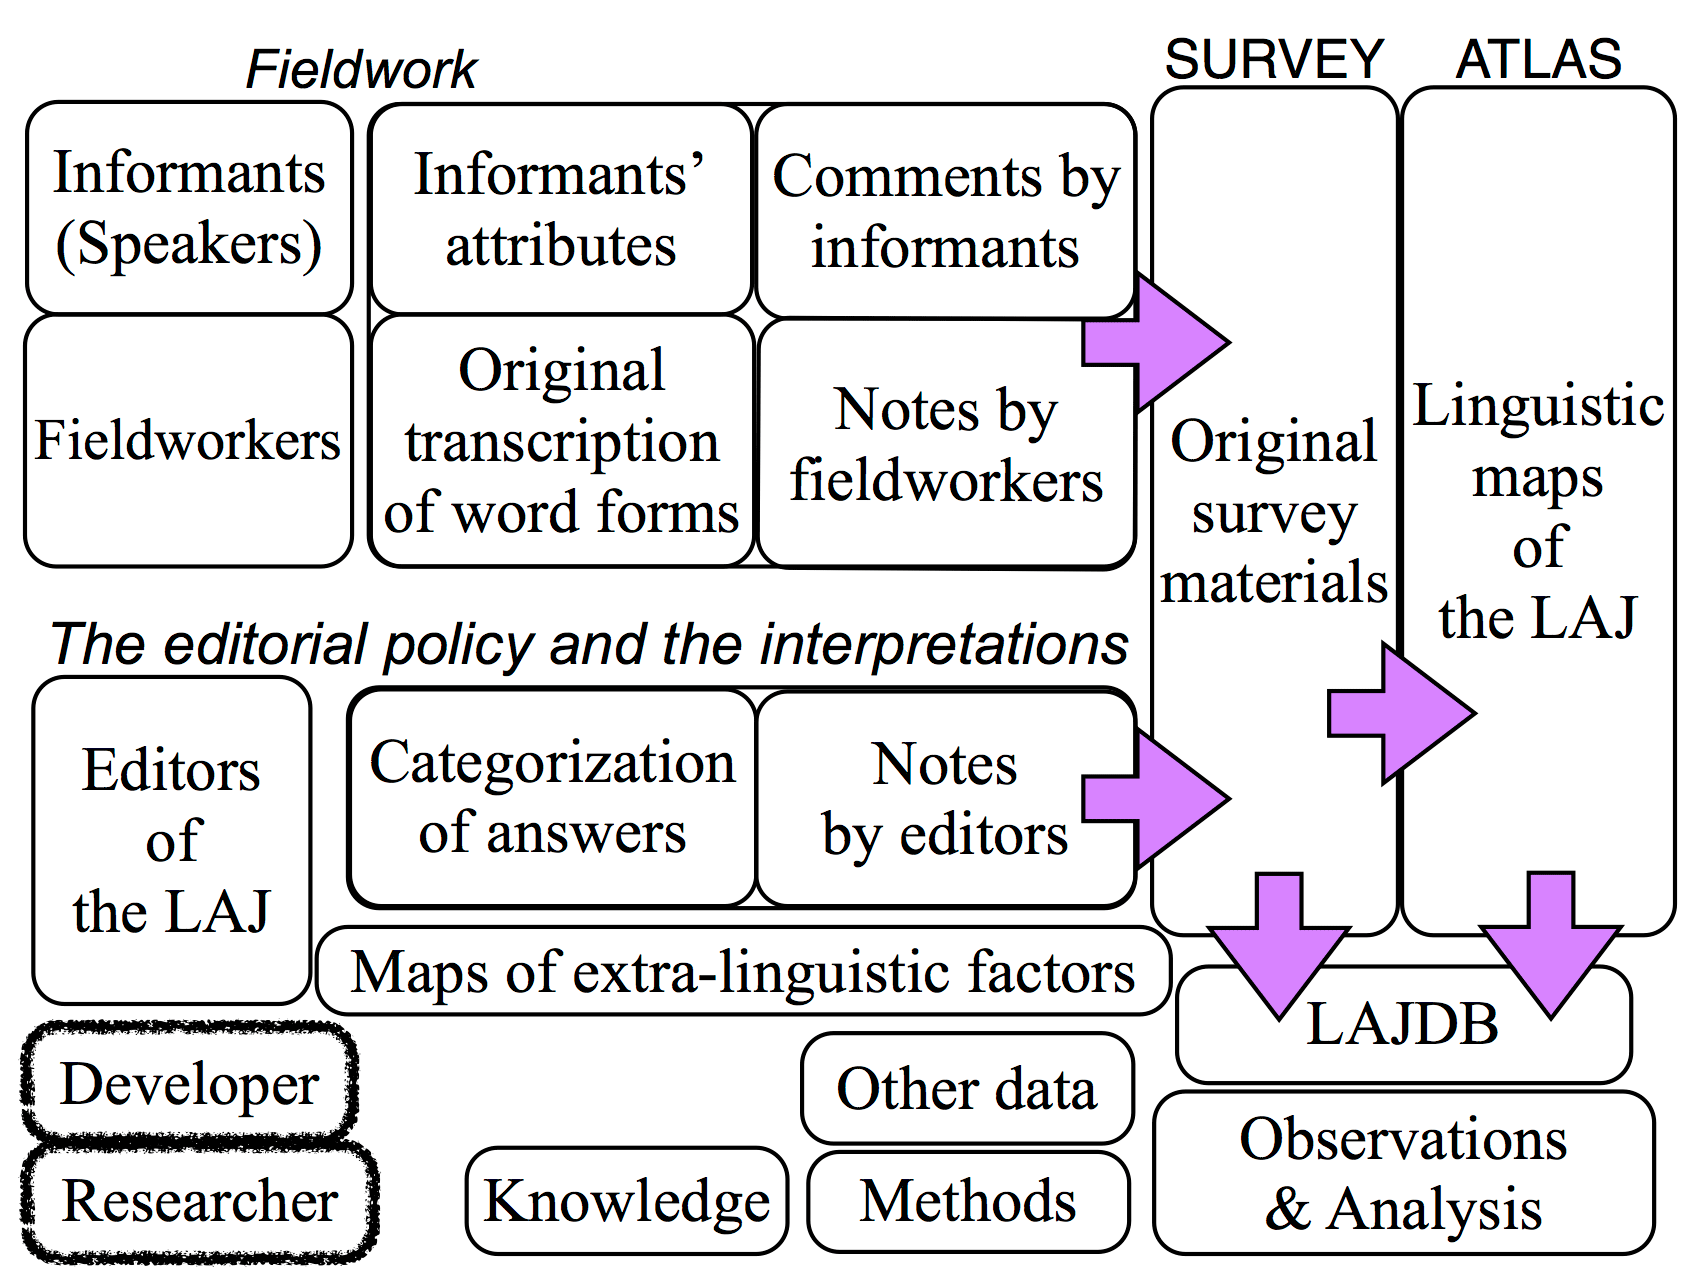 Fieldwork
SURVEY
ATLAS
Informants
(Speakers)
Informants’
attributes
Comments by
informants
Fieldworkers
Original
transcription
of word forms
Notes by
fieldworkers
Original
survey
materials
Linguistic
maps
of
the LAJ
The editorial policy and the interpretations
Editors
of
the LAJ
Categorization
of answers
Notes
by editors
Maps of extra-linguistic factors
LAJDB
Developer
Other data
Researcher
Knowledge
Methods
Observations
& Analysis